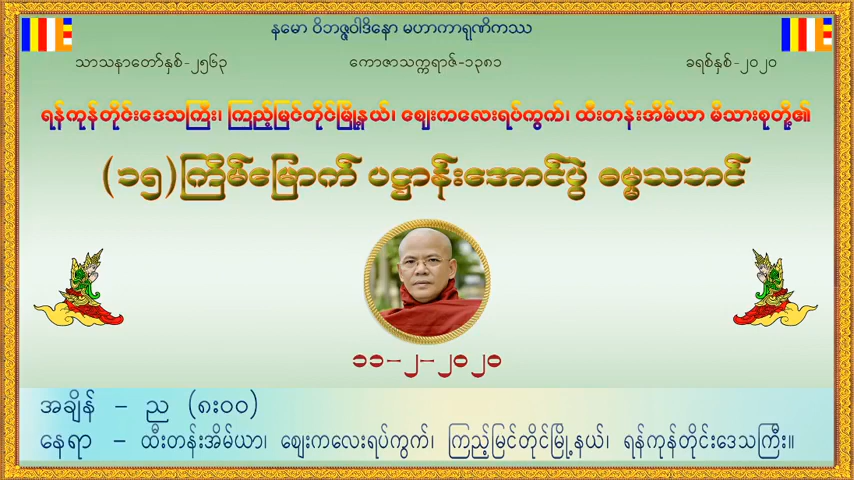 နမော ဝိဘဇ္ဇဝါဒိနော မဟာကာရုဏိကဿ
သာသနာတော်နှစ်-၂၅၆၃ ကောဇာသက္ကရာဇ်-၁၃၈၁ ခရစ်နှစ်-၂၀၂၀
ရန်ကုန်တိုင်းဒေသကြီး၊ ကြည့်မြင်တိုင်မြို့နယ်၊ ဈေးကလေးရပ်ကွက်၊ ထီးတန်းအိမ်ယာ မိသားစုတို့၏
(၁၅)ကြိမ်မြောက် ပဋ္ဌာန်းအောင်ပွဲ ဓမ္မသဘင်
၁၁-၂-၂၀၂၀
အချိန် – ည (၈:၀၀)
နေရာ – ထီးတန်းအိမ်ယာ၊ ဈေးကလေးရပ်ကွက်၊ ကြည့်မြင်တိုင်မြို့နယ်၊ ရန်ကုန်တိုင်းဒေသကြီး။